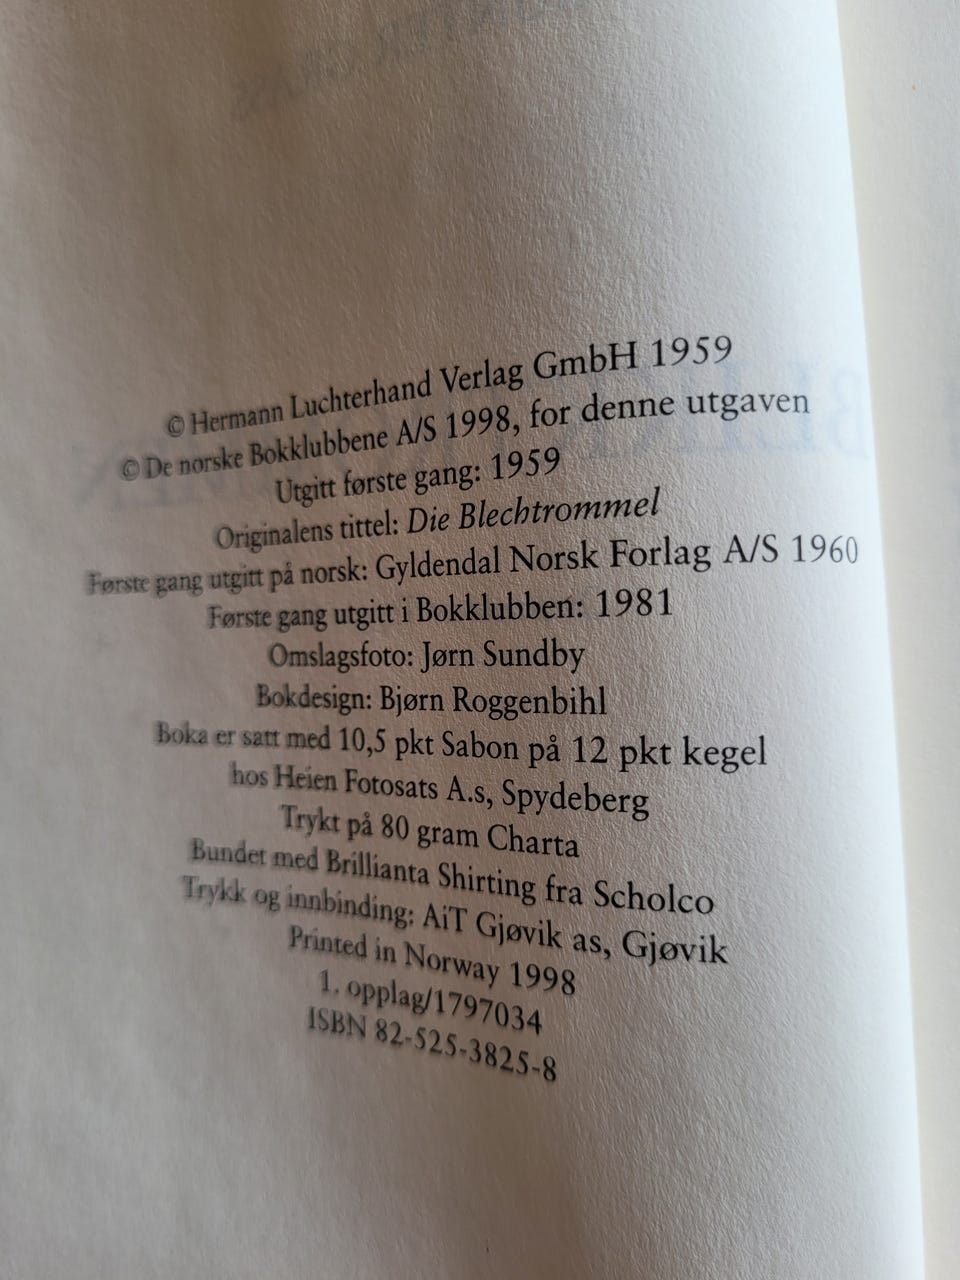 © Hermann Luchterhand Verlag GmbH 1959
© De norske Bokklubbene A/S 1998, for denne utgaven
Utgitt første gang: 1959
Originalens tittel: Die Blechtrommel
Første gang utgitt på norsk: Gyldendal Norsk Forlag A/S 1960
Første gang utgitt i Bokklubben: 1981
Omslagsfoto: Jørn Sundby
Bokdesign: Bjørn Roggenbihl
Boka er satt med 10,5 pkt Sabon på 12 pkt kegel
hos Heien Fotosats A.s, Spydeberg
Trykt på 80 gram Charta
Bundet med Brillianta Shirting fra Scholco
Trykk og innbinding: AiT Gjøvik as, Gjøvik
Printed in Norway 1998
1. opplag/1797034
ISBN 82-525-3825-8